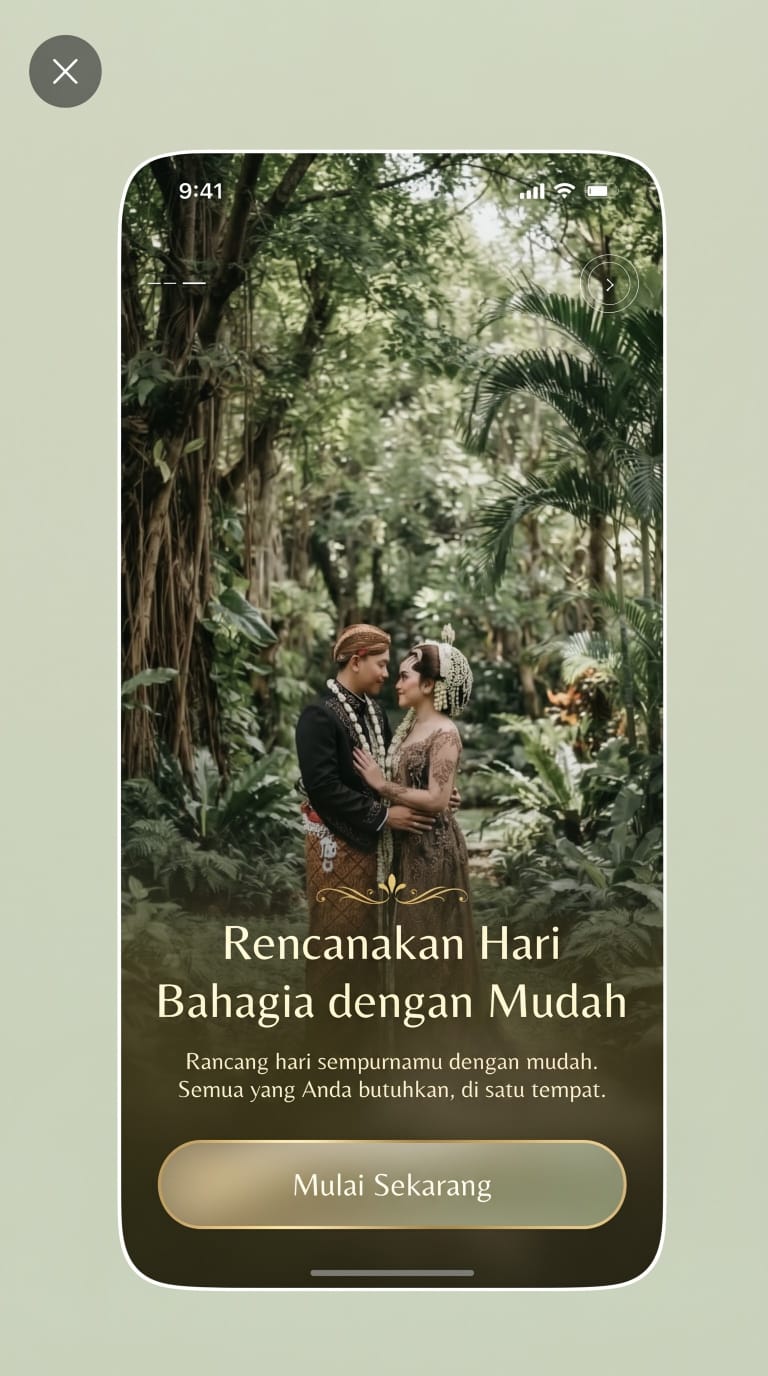 9:41
Rencanakan Hari
Bahagia dengan Mudah
Rancang hari sempurnamu dengan mudah.
Semua yang Anda butuhkan, di satu tempat.
Mulai Sekarang